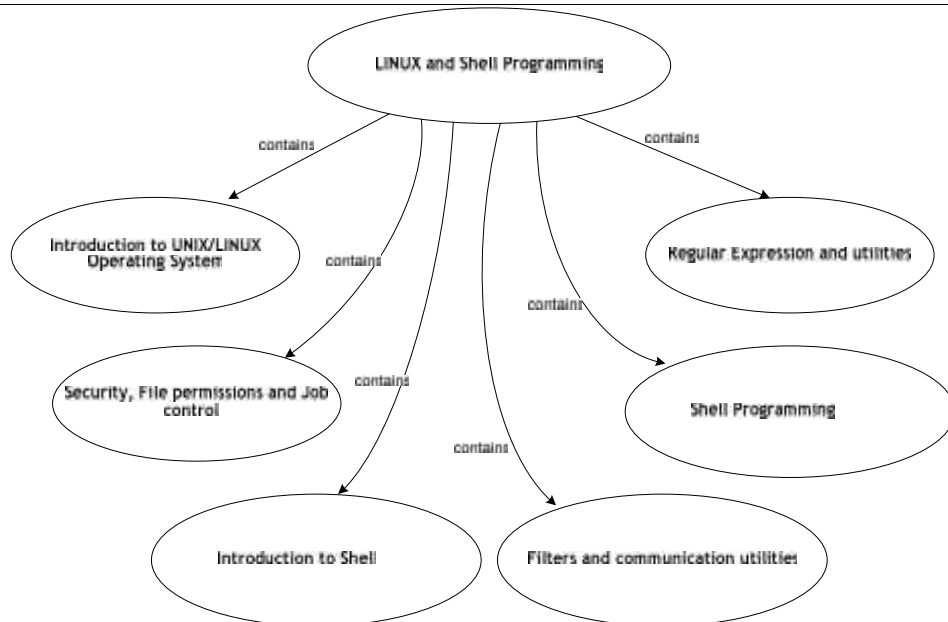 LINUX and Shell Programming
contains
contains
Introduction to UNIX/LINUX
Operating System
Regular Expression and utilities
contains
contains
contains
Security, File permissions and Job
control
Shell Programming
contains
Introduction to Shell
Filters and communication utilities